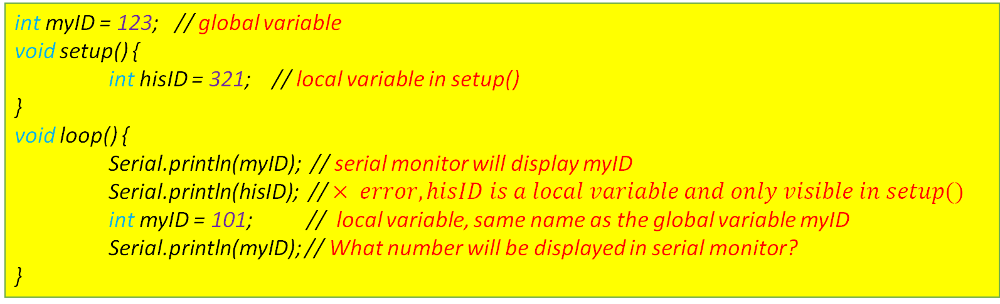 int myID = 123; // global variable
void setup() {
int hisID = 321; // local variable in setup()
}
void loop() {
Serial.println(myID); // serial monitor will display myID
Serial.println(hisID); // × error, hisID is a local variable and only visible in setup()
int myID = 101; // local variable, same name as the global variable myID
Serial.println(myID); // What number will be displayed in serial monitor?
}